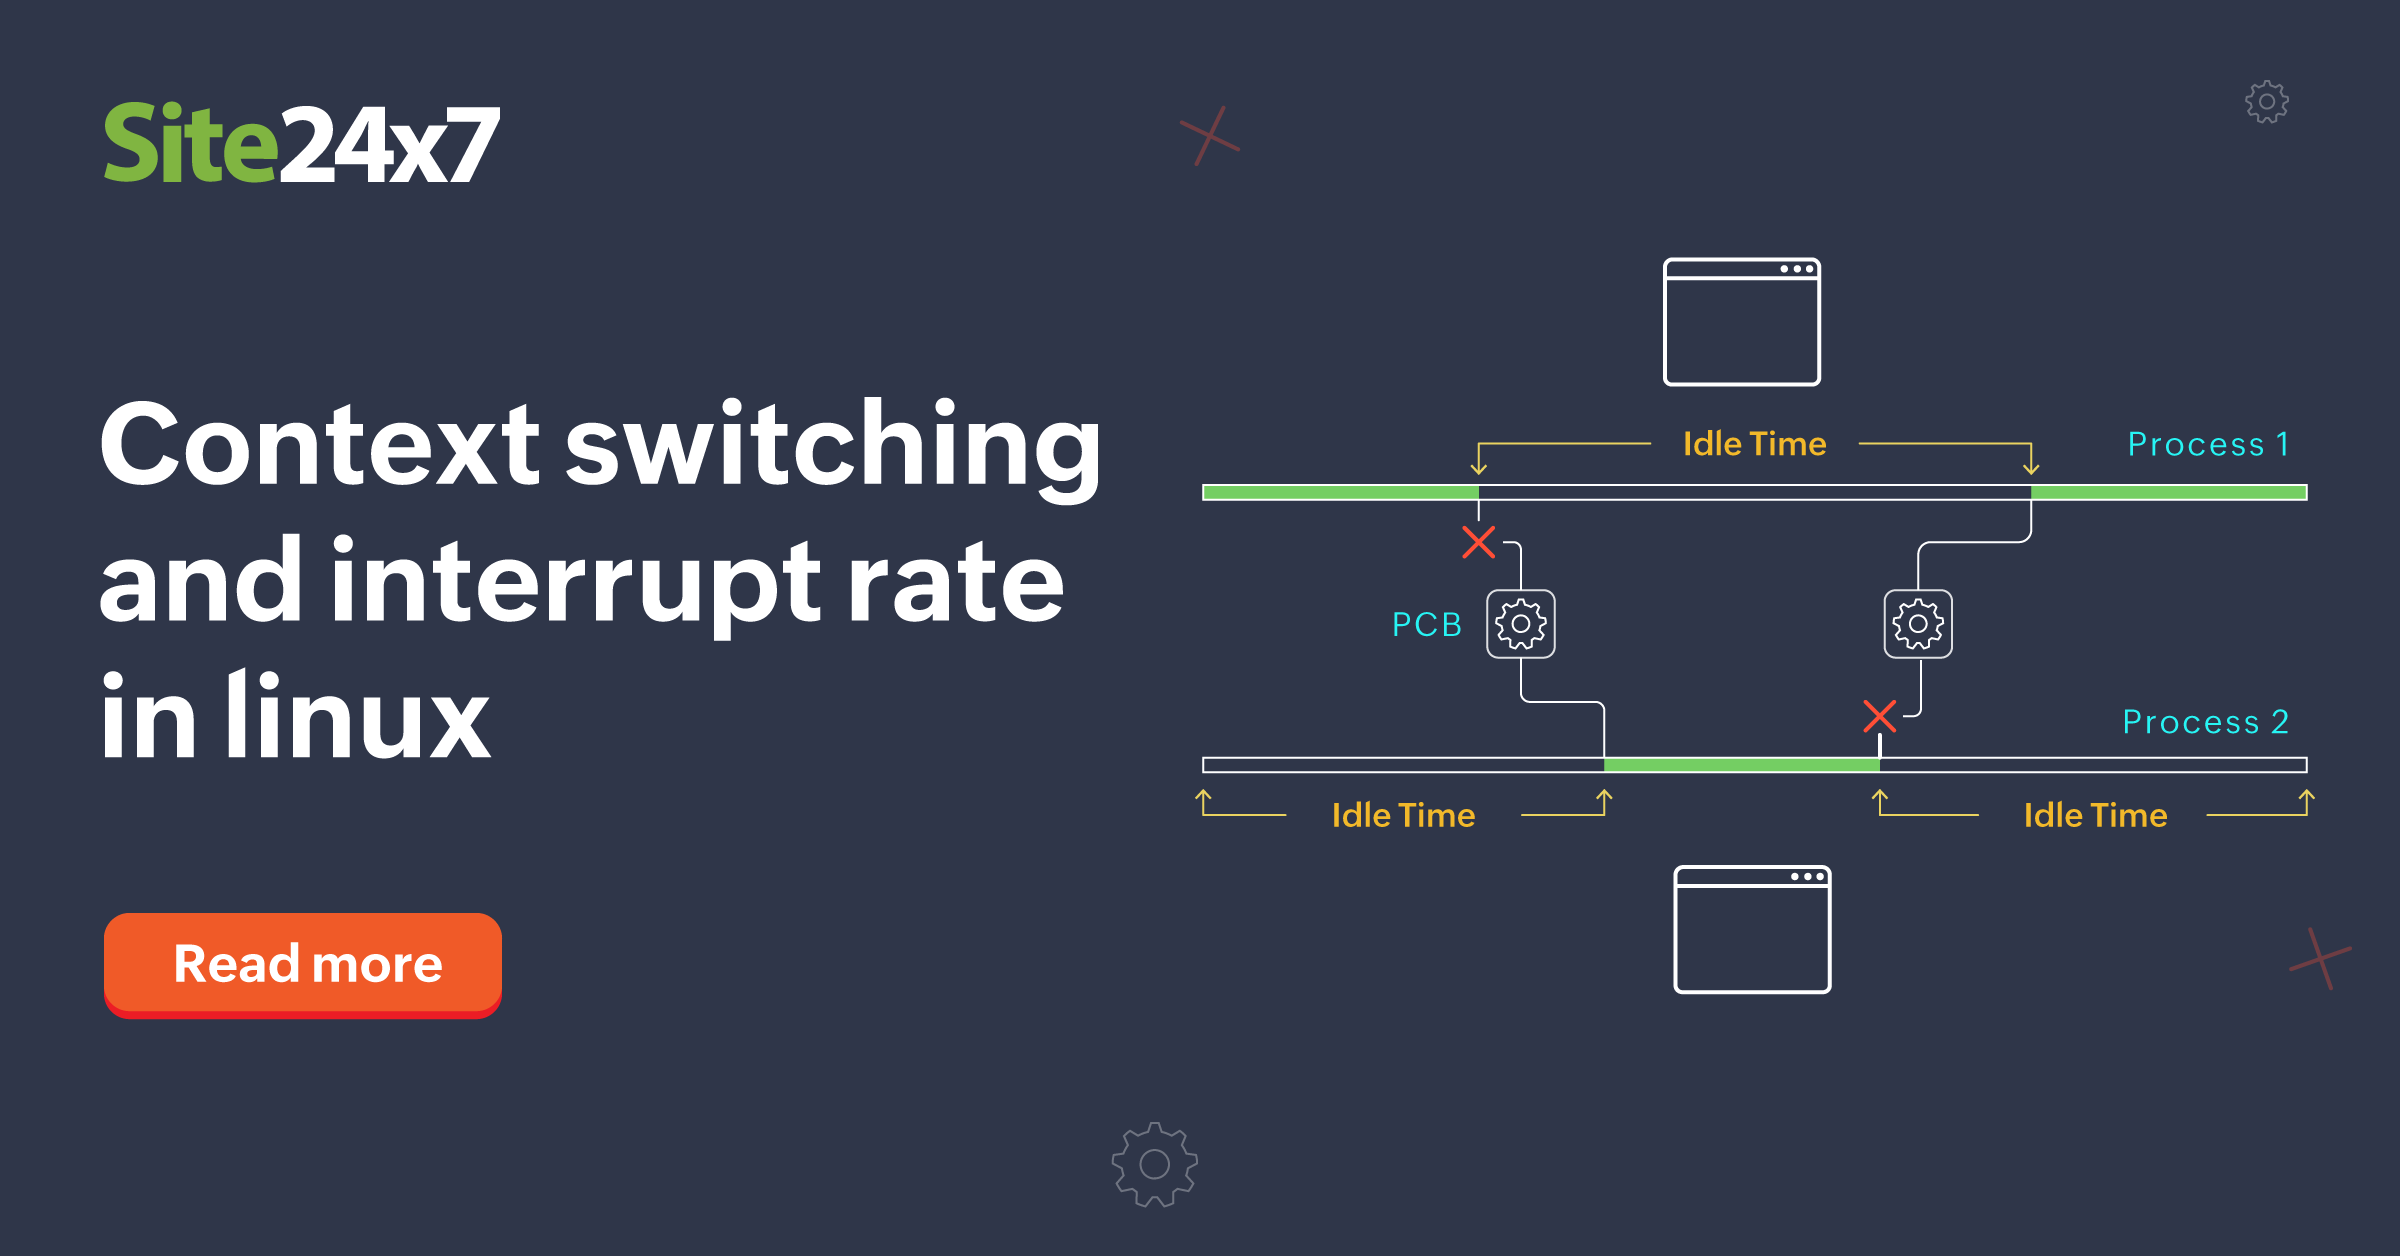 Site24x7
Context switching
and interrupt rate
in linux
Read more
Idle Time
Process 1
PCB
Process 2
Idle Time
Idle Time